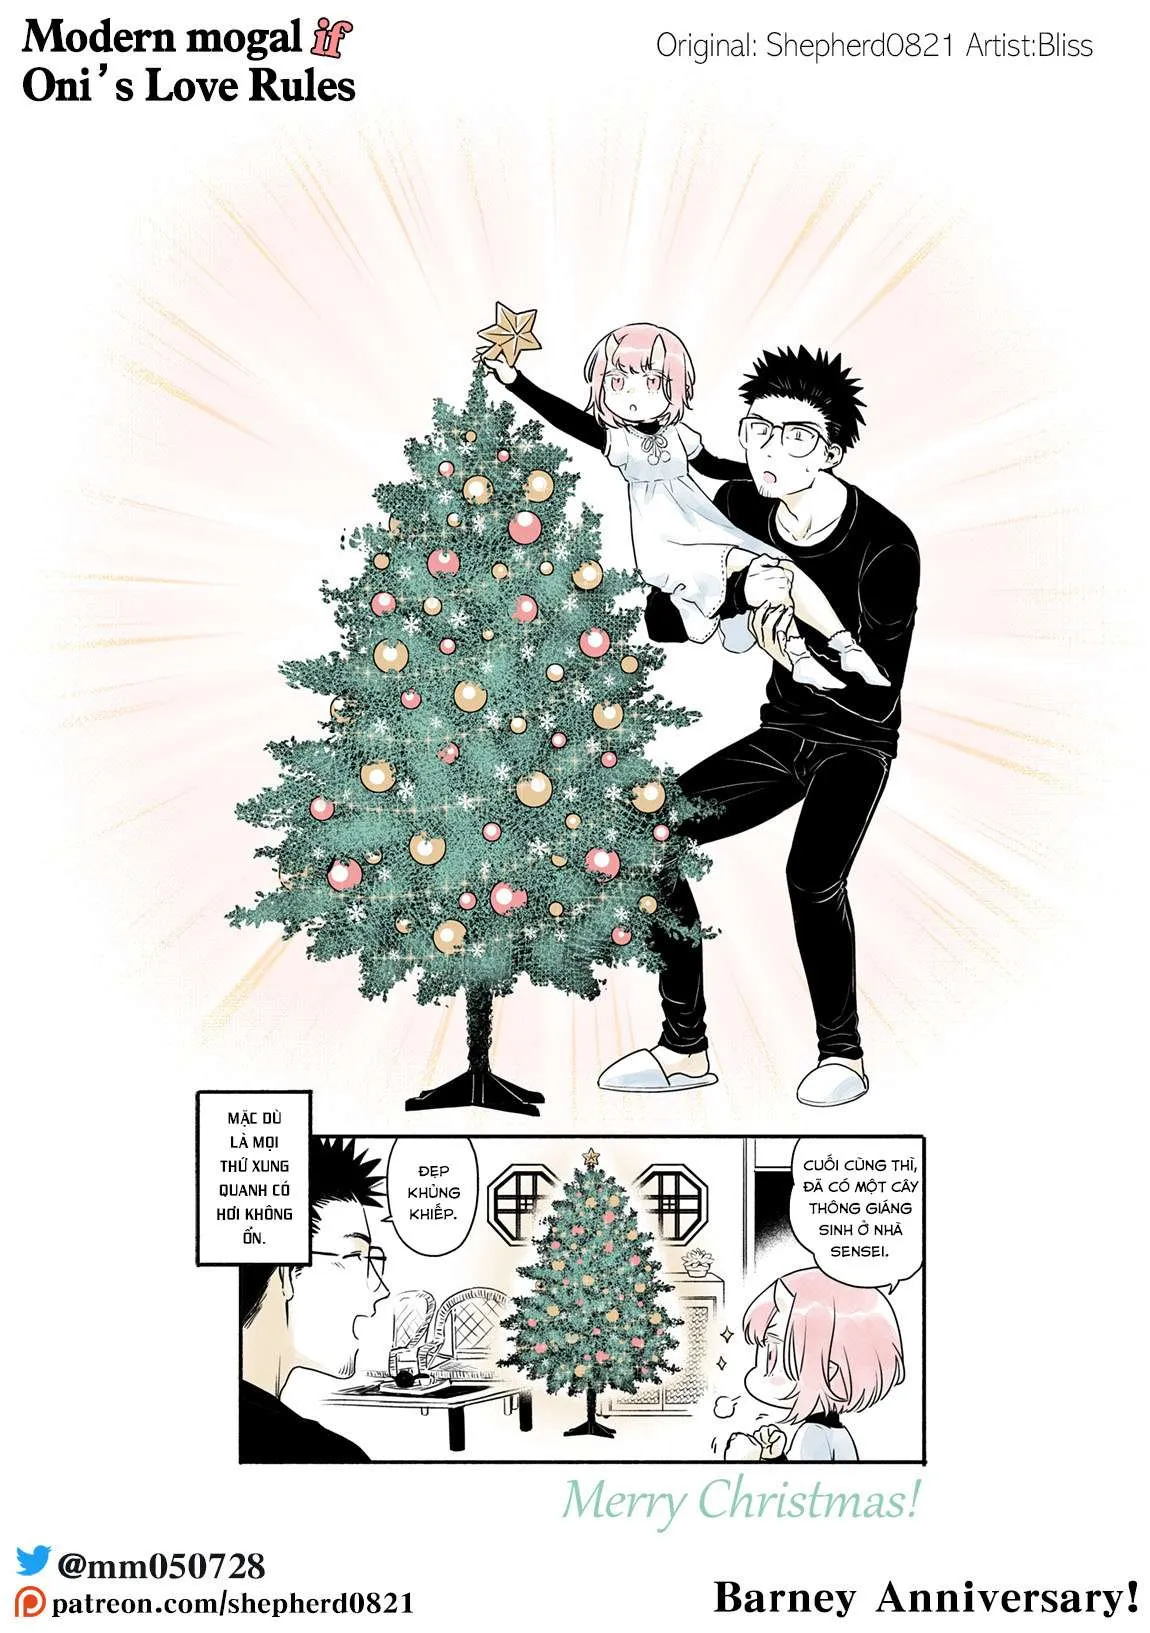 Modern mogal if
Oni's Love Rules
Original: Shepherd0821 Artist:Bliss
MẶC DÙ
LÀ MỌI
THỨ XUNG
QUANH CÓ
HƠI KHÔNG
ỔN.
ĐẸP
KHỦNG
KHIẾP.
CUỐI CÙNG THÌ,
ĐÃ CÓ MỘT CÂY
THÔNG GIÁNG
SINH Ở NHÀ
SENSEI.
Merry Christmas!
@mm050728
patreon.com/shepherd0821
Barney Anniversary!